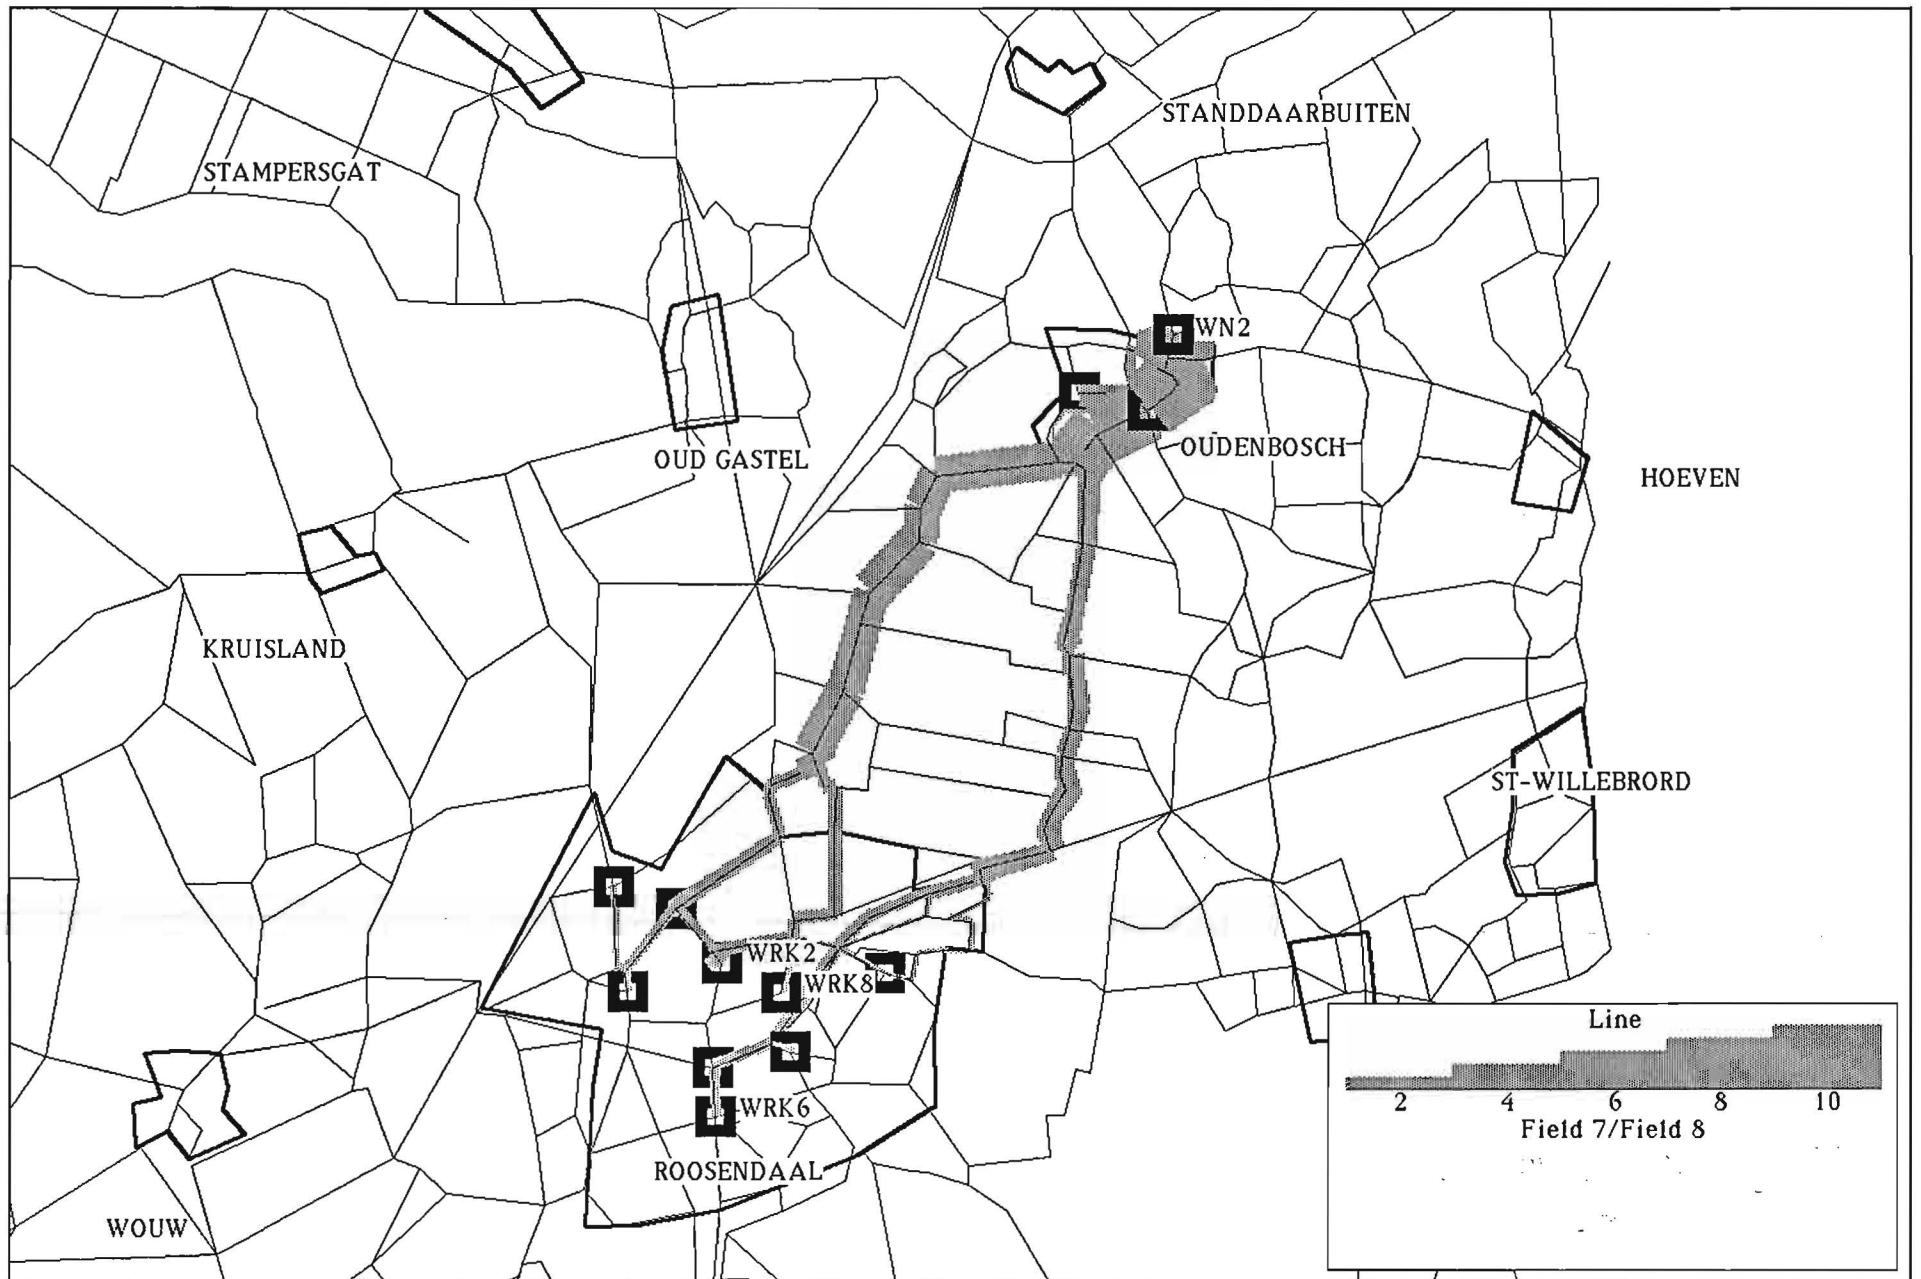 STANDDAARBUITEN
STAMPERSGAT
WN2
OUDENBOSCH
OUD GASTEL
HOEVEN
KRUISLAND
ST-WILLEBRORD
WRK2
WRK8
Line
2 4 6 8 10
Field 7/Field 8
WRK6
ROOSENDAAL
WOUW